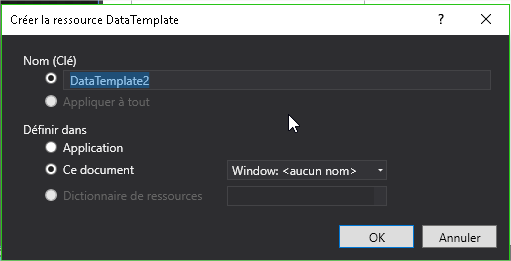 Créer la ressource DataTemplate
Nom (Clé)
DataTemplate2
Appliquer à tout
Définir dans
Application
Ce document
Window: <aucun nom>
Dictionnaire de ressources
OK
Annuler